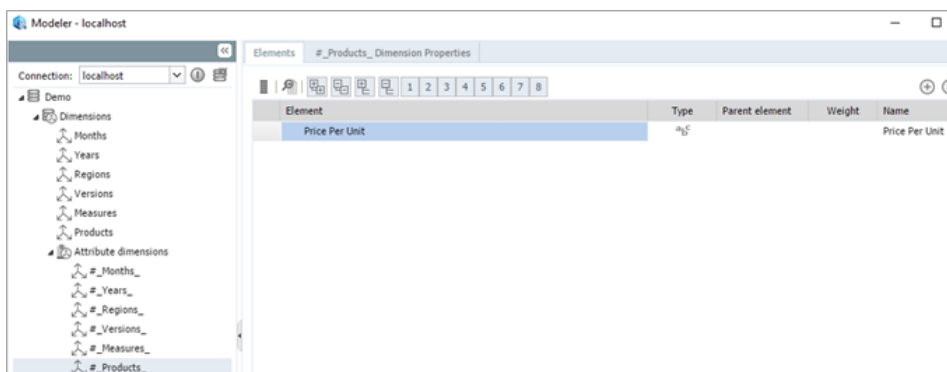 Modeler - localhost
Elements #_Products_ Dimension Properties
Connection: localhost
1 2 3 4 5 6 7 8
Demo
Element Type Parent element Weight Name
Dimensions
Price Per Unit abc Price Per Unit
Months
Years
Regions
Versions
Measures
Products
Attribute dimensions
#_Months_
#_Years_
#_Regions_
#_Versions_
#_Measures_
#_Products_